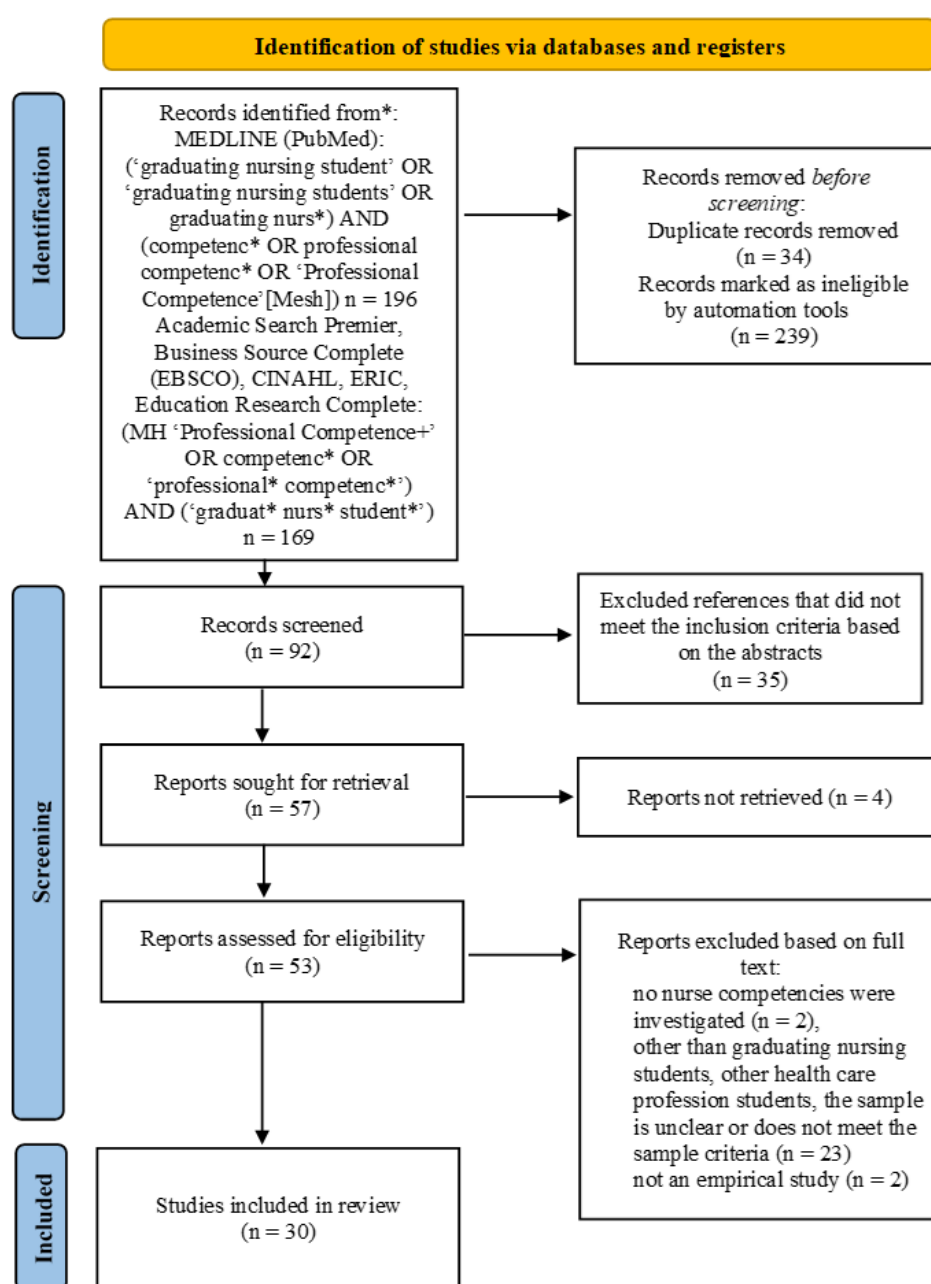 Identification of studies via databases and registers
Identification
Records identified from*:
MEDLINE (PubMed):
(‘graduating nursing student’ OR
‘graduating nursing students’ OR
graduating nurs*) AND
(competenc* OR professional
competenc* OR ‘Professional
Competence’[Mesh]) n = 196
Academic Search Premier,
Business Source Complete
(EBSCO), CINAHL, ERIC,
Education Research Complete:
(MH ‘Professional Competence+’
OR competenc* OR
‘professional* competenc*’)
AND (‘graduat* nurs* student*’)
n = 169
Records removed before
screening:
Duplicate records removed
(n = 34)
Records marked as ineligible
by automation tools
(n = 239)
Screening
Records screened
(n = 92)
Excluded references that did not
meet the inclusion criteria based
on the abstracts
(n = 35)
Reports sought for retrieval
(n = 57)
Reports not retrieved (n = 4)
Reports assessed for eligibility
(n = 53)
Reports excluded based on full
text:
no nurse competencies were
investigated (n = 2),
other than graduating nursing
students, other health care
profession students, the sample
is unclear or does not meet the
sample criteria (n = 23)
not an empirical study (n = 2)
Included
Studies included in review
(n = 30)